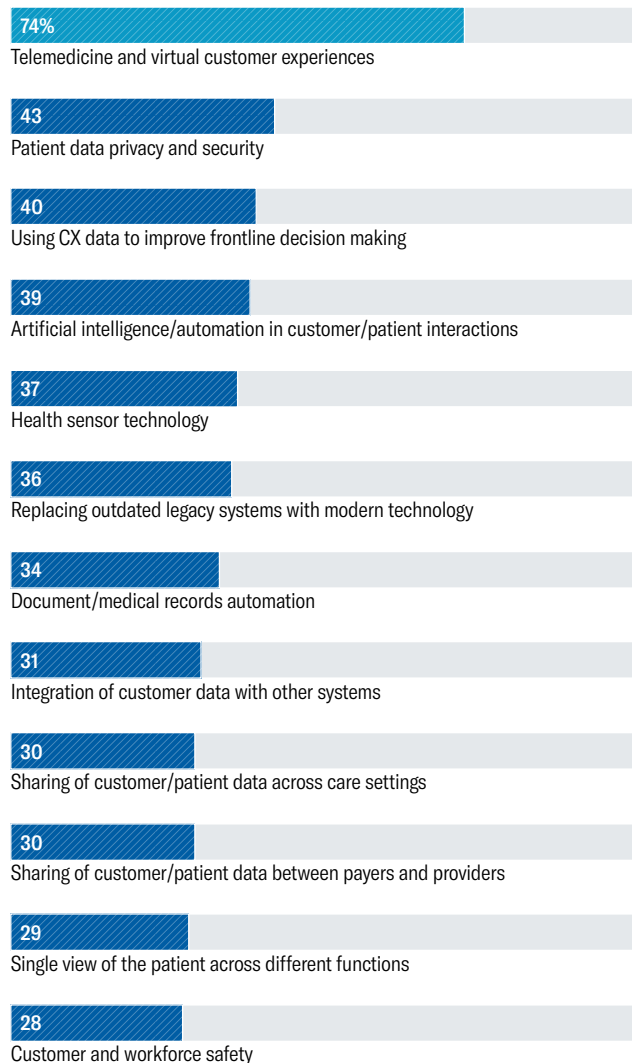 74%
Telemedicine and virtual customer experiences
43
Patient data privacy and security
40
Using CX data to improve frontline decision making
39
Artificial intelligence/automation in customer/patient interactions
37
Health sensor technology
36
Replacing outdated legacy systems with modern technology
34
Document/medical records automation
31
Integration of customer data with other systems
30
Sharing of customer/patient data across care settings
30
Sharing of customer/patient data between payers and providers
29
Single view of the patient across different functions
28
Customer and workforce safety